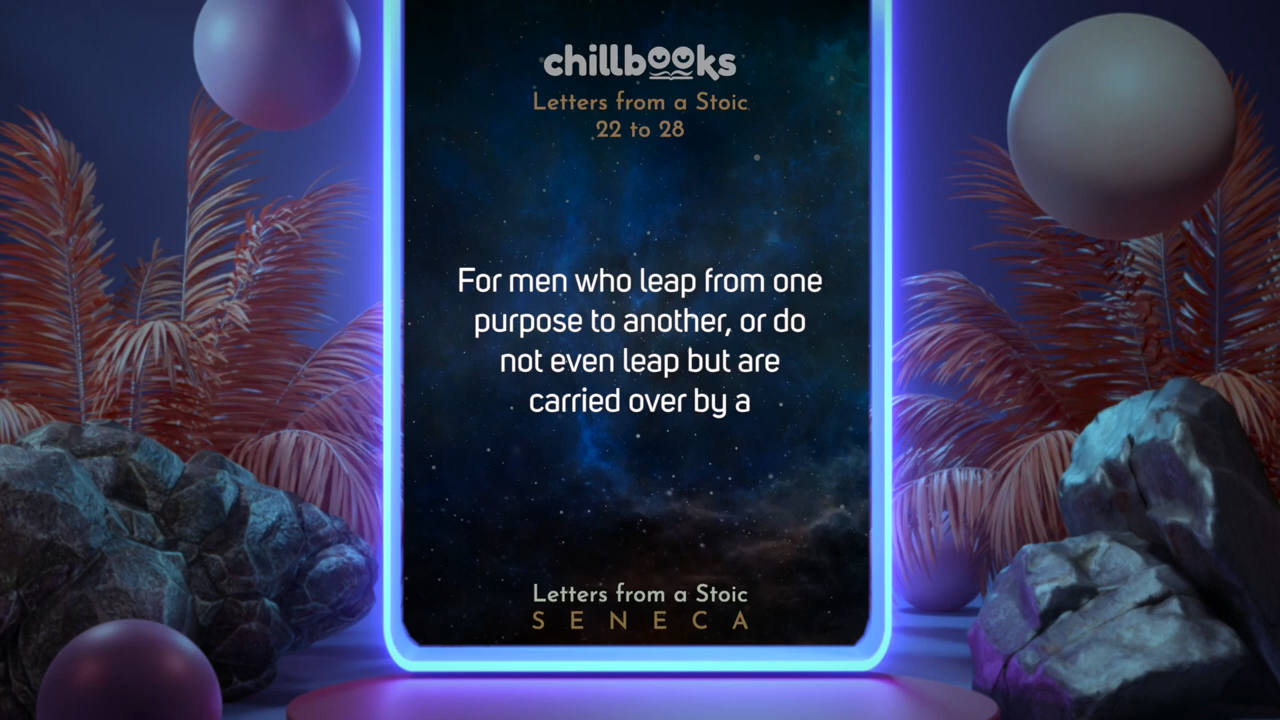 chillbooks
Letters from a Stoic
22 to 28
For men who leap from one
purpose to another, or do
not even leap but are
carried over by a
Letters from a Stoic
SENECA